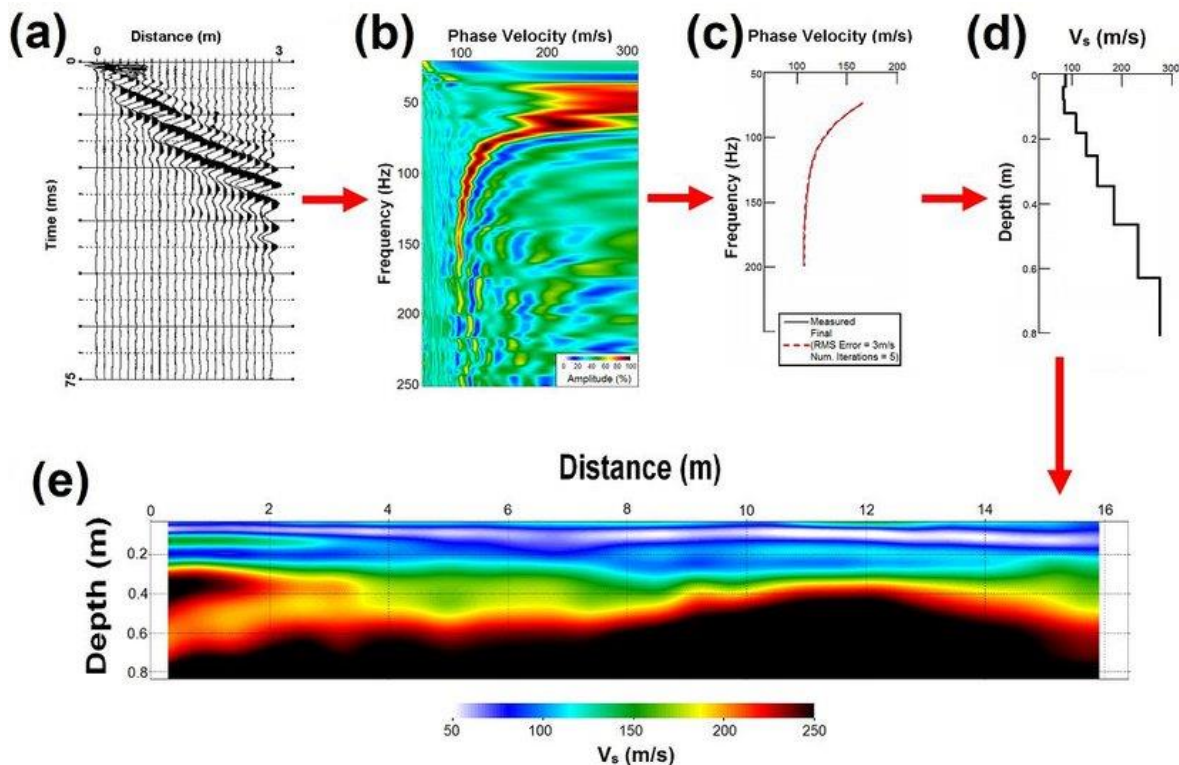 (a)
Distance (m)
0 3
0
Time (ms)
75
(b)
Phase Velocity (m/s)
100 200 300
50
100
150
200
250
Frequency (Hz)
0 20 40 60 80 100
Amplitude (%)
(c)
Phase Velocity (m/s)
0 100 200
50
100
150
200
Frequency (Hz)
Measured
Final
(RMS Error = 3m/s
Num. Iterations = 5)
(d)
Vs (m/s)
0 100 200 300
0
0.2
0.4
0.6
0.8
Depth (m)
(e)
Distance (m)
0 2 4 6 8 10 12 14 16
0.2
0.4
0.6
0.8
Depth (m)
50 100 150 200 250
Vs (m/s)